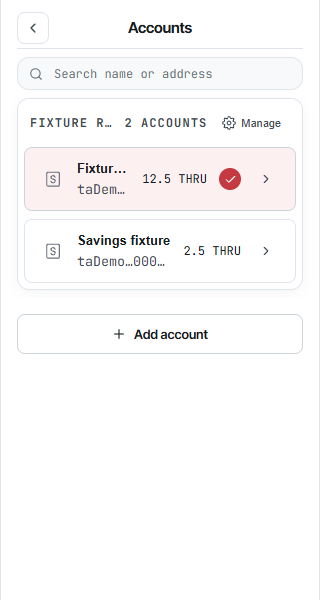 Accounts
Search name or address
FIXTURE R… 2 ACCOUNTS Manage
Fixtur… 12.5 THRU
taDem…
Savings fixture 2.5 THRU
taDemo…000…
Add account